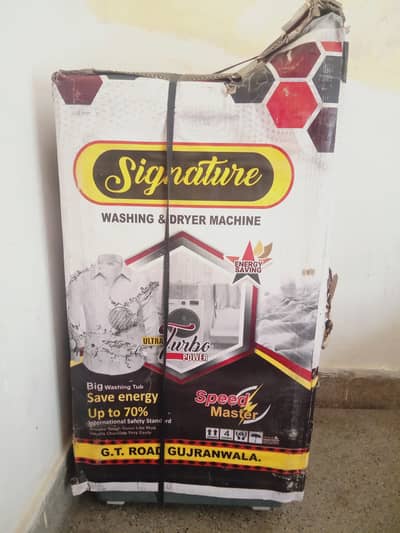 Signature
WASHING & DRYER MACHINE
ENERGY
SAVING
ULTRA
Turbo
POWER
Big Washing Tub
Save energy
Up to 70%
International Safety Standard
Speed
Master
4
G.T. ROAD GUJRANWALA.